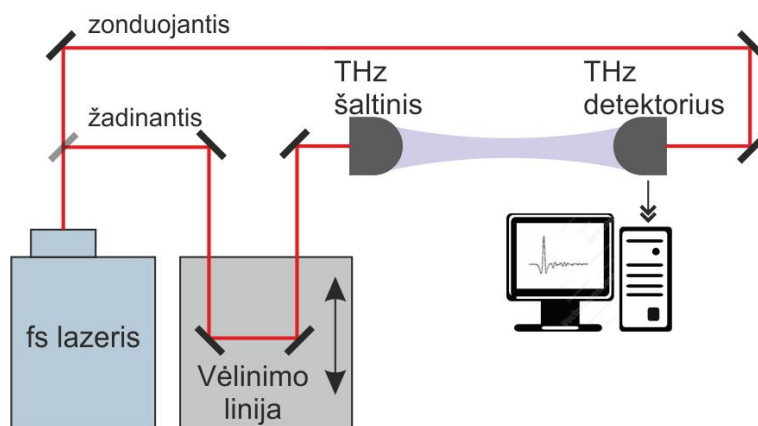 zonduojantis
THz
šaltinis
THz
detektorius
žadinantis
fs lazeris
Vėlinimo
linija